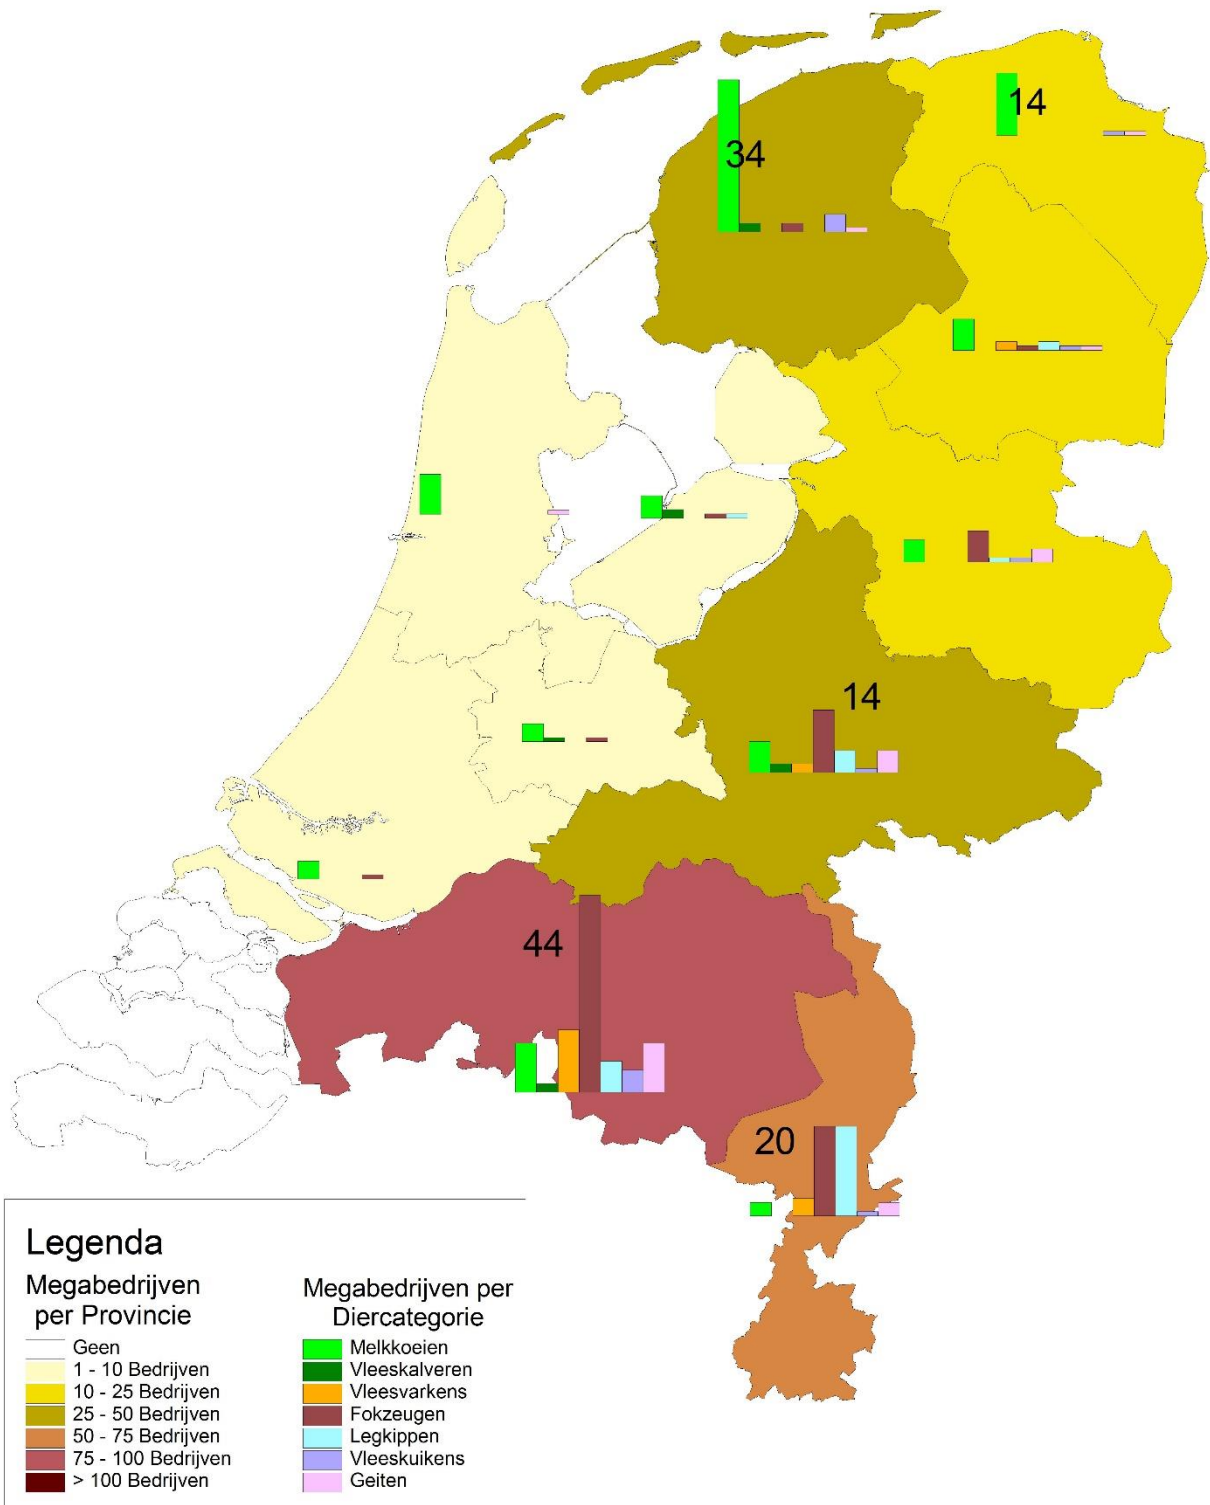 14
34
14
44
20
Legenda
Megabedrijven
per Provincie
Geen
1 - 10 Bedrijven
10 - 25 Bedrijven
25 - 50 Bedrijven
50 - 75 Bedrijven
75 - 100 Bedrijven
> 100 Bedrijven
Megabedrijven per
Diercategorie
Melkkoeien
Vleeskalveren
Vleesvarkens
Fokzeugen
Legkippen
Vleeskuikens
Geiten